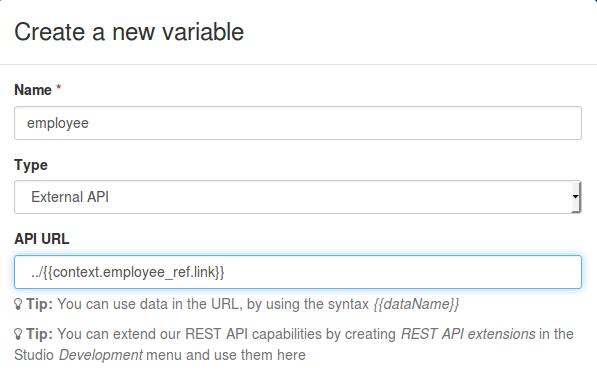 Create a new variable
Name *
employee
Type
External API
API URL
../{{context.employee_ref.link}}
Tip: You can use data in the URL, by using the syntax {{dataName}}
Tip: You can extend our REST API capabilities by creating REST API extensions in the
Studio Development menu and use them here